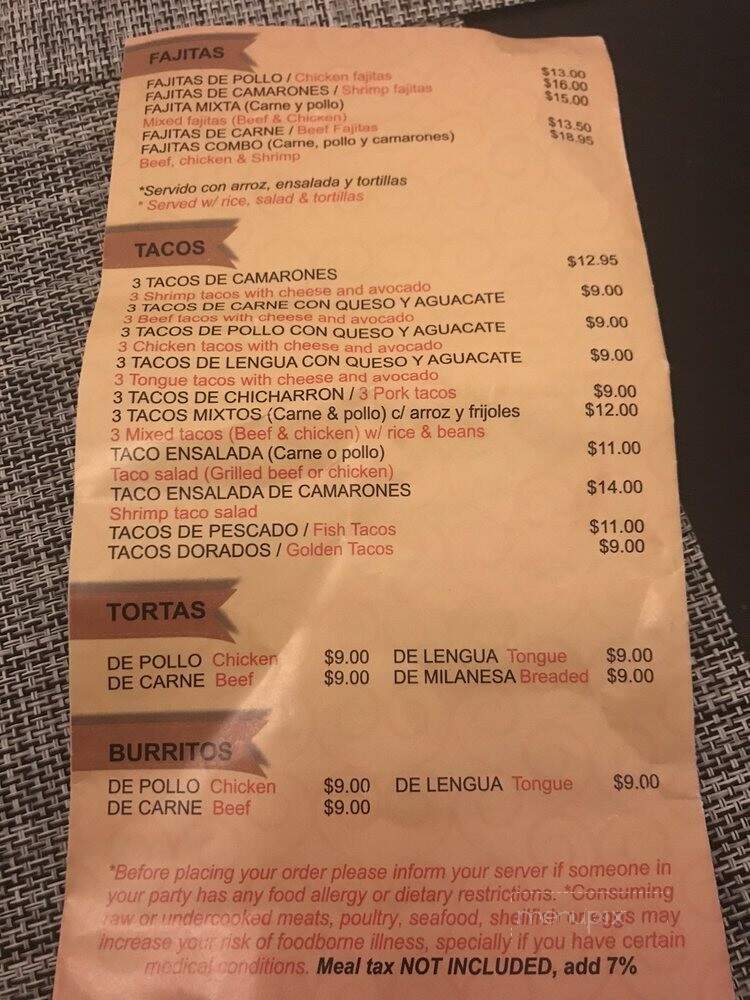 FAJITAS
FAJITAS DE POLLO / Chicken fajitas $13.00
FAJITAS DE CAMARONES / Shrimp fajitas $16.00
FAJITA MIXTA (Carne y pollo) $15.00
Mixed fajitas (Beef & Chicken)
FAJITAS DE CARNE / Beef Fajitas $13.50
FAJITAS COMBO (Carne, pollo y camarones) $18.95
Beef, chicken & Shrimp
*Servido con arroz, ensalada y tortillas
* Served w/ rice, salad & tortillas
TACOS
3 TACOS DE CAMARONES $12.95
3 Shrimp tacos with cheese and avocado
3 TACOS DE CARNE CON QUESO Y AGUACATE $9.00
3 Beef tacos with cheese and avocado
3 TACOS DE POLLO CON QUESO Y AGUACATE $9.00
3 Chicken tacos with cheese and avocado
3 TACOS DE LENGUA CON QUESO Y AGUACATE $9.00
3 Tongue tacos with cheese and avocado
3 TACOS DE CHICHARRON / 3 Pork tacos $9.00
3 TACOS MIXTOS (Carne & pollo) c/ arroz y frijoles $12.00
3 Mixed tacos (Beef & chicken) w/ rice & beans
TACO ENSALADA (Carne o pollo) $11.00
Taco salad (Grilled beef or chicken)
TACO ENSALADA DE CAMARONES $14.00
Shrimp taco salad
TACOS DE PESCADO / Fish Tacos $11.00
TACOS DORADOS / Golden Tacos $9.00
TORTAS
DE POLLO Chicken $9.00 DE LENGUA Tongue $9.00
DE CARNE Beef $9.00 DE MILANESA Breaded $9.00
BURRITOS
DE POLLO Chicken $9.00 DE LENGUA Tongue $9.00
DE CARNE Beef $9.00
*Before placing your order please inform your server if someone in
your party has any food allergy or dietary restrictions. *Consuming
raw or undercooked meats, poultry, seafood, shellfish or eggs may
increase your risk of foodborne illness, specially if you have certain
medical conditions. Meal tax NOT INCLUDED, add 7%
menupix